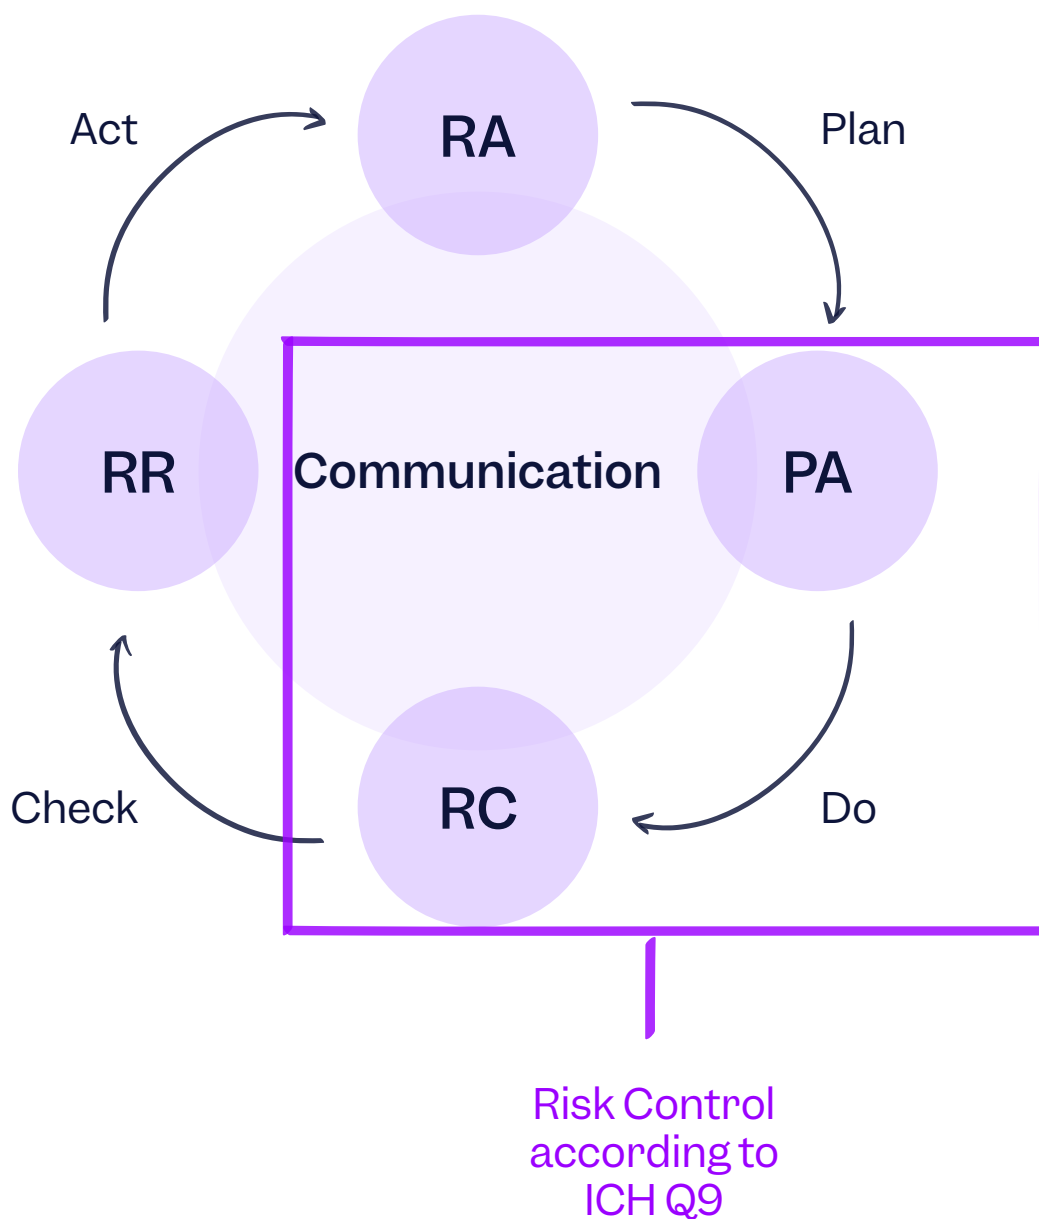 RA
Act
Plan
RR
Communication
PA
RC
Check
Do
Risk Control
according to
ICH Q9